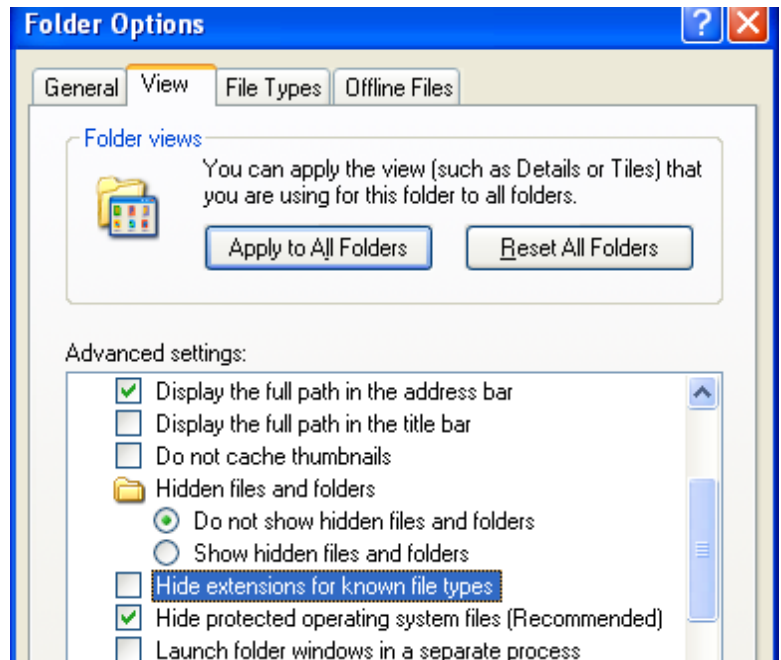 Folder Options
General View File Types Offline Files
Folder views
You can apply the view (such as Details or Tiles) that
you are using for this folder to all folders.
Apply to All Folders Reset All Folders
Advanced settings:
Display the full path in the address bar
Display the full path in the title bar
Do not cache thumbnails
Hidden files and folders
Do not show hidden files and folders
Show hidden files and folders
Hide extensions for known file types
Hide protected operating system files (Recommended)
Launch folder windows in a separate process